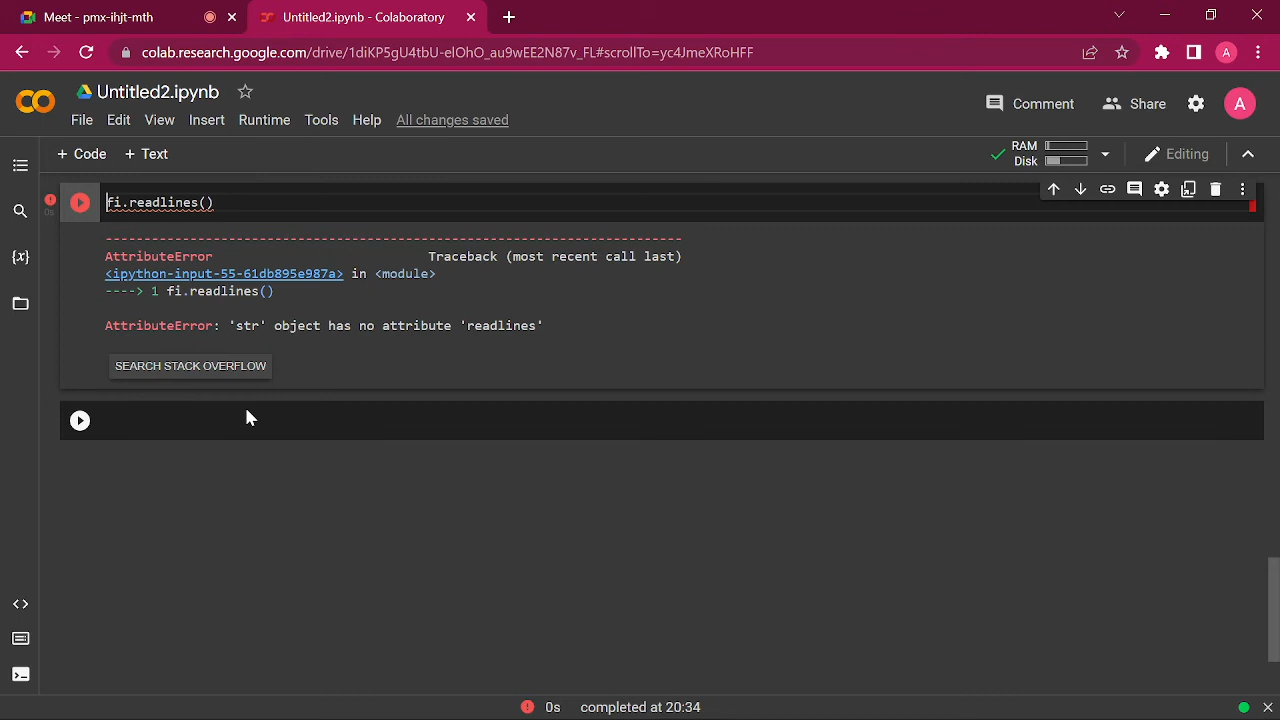 Meet - pmx-ihjt-mth
Untitled2.ipynb - Colaboratory
colab.research.google.com/drive/1diKP5gU4tbU-elOhO_au9wEE2N87v_FL#scrollTo=yc4JmeXRoHFF
A
Untitled2.ipynb
Comment
Share
A
File Edit View Insert Runtime Tools Help All changes saved
+ Code + Text
RAM
Disk
Editing
{x}
0s
fi.readlines()
---------------------------------------------------------------------------
AttributeError Traceback (most recent call last)
<ipython-input-55-61db895e987a> in <module>
----> 1 fi.readlines()
AttributeError: 'str' object has no attribute 'readlines'
SEARCH STACK OVERFLOW
0s completed at 20:34